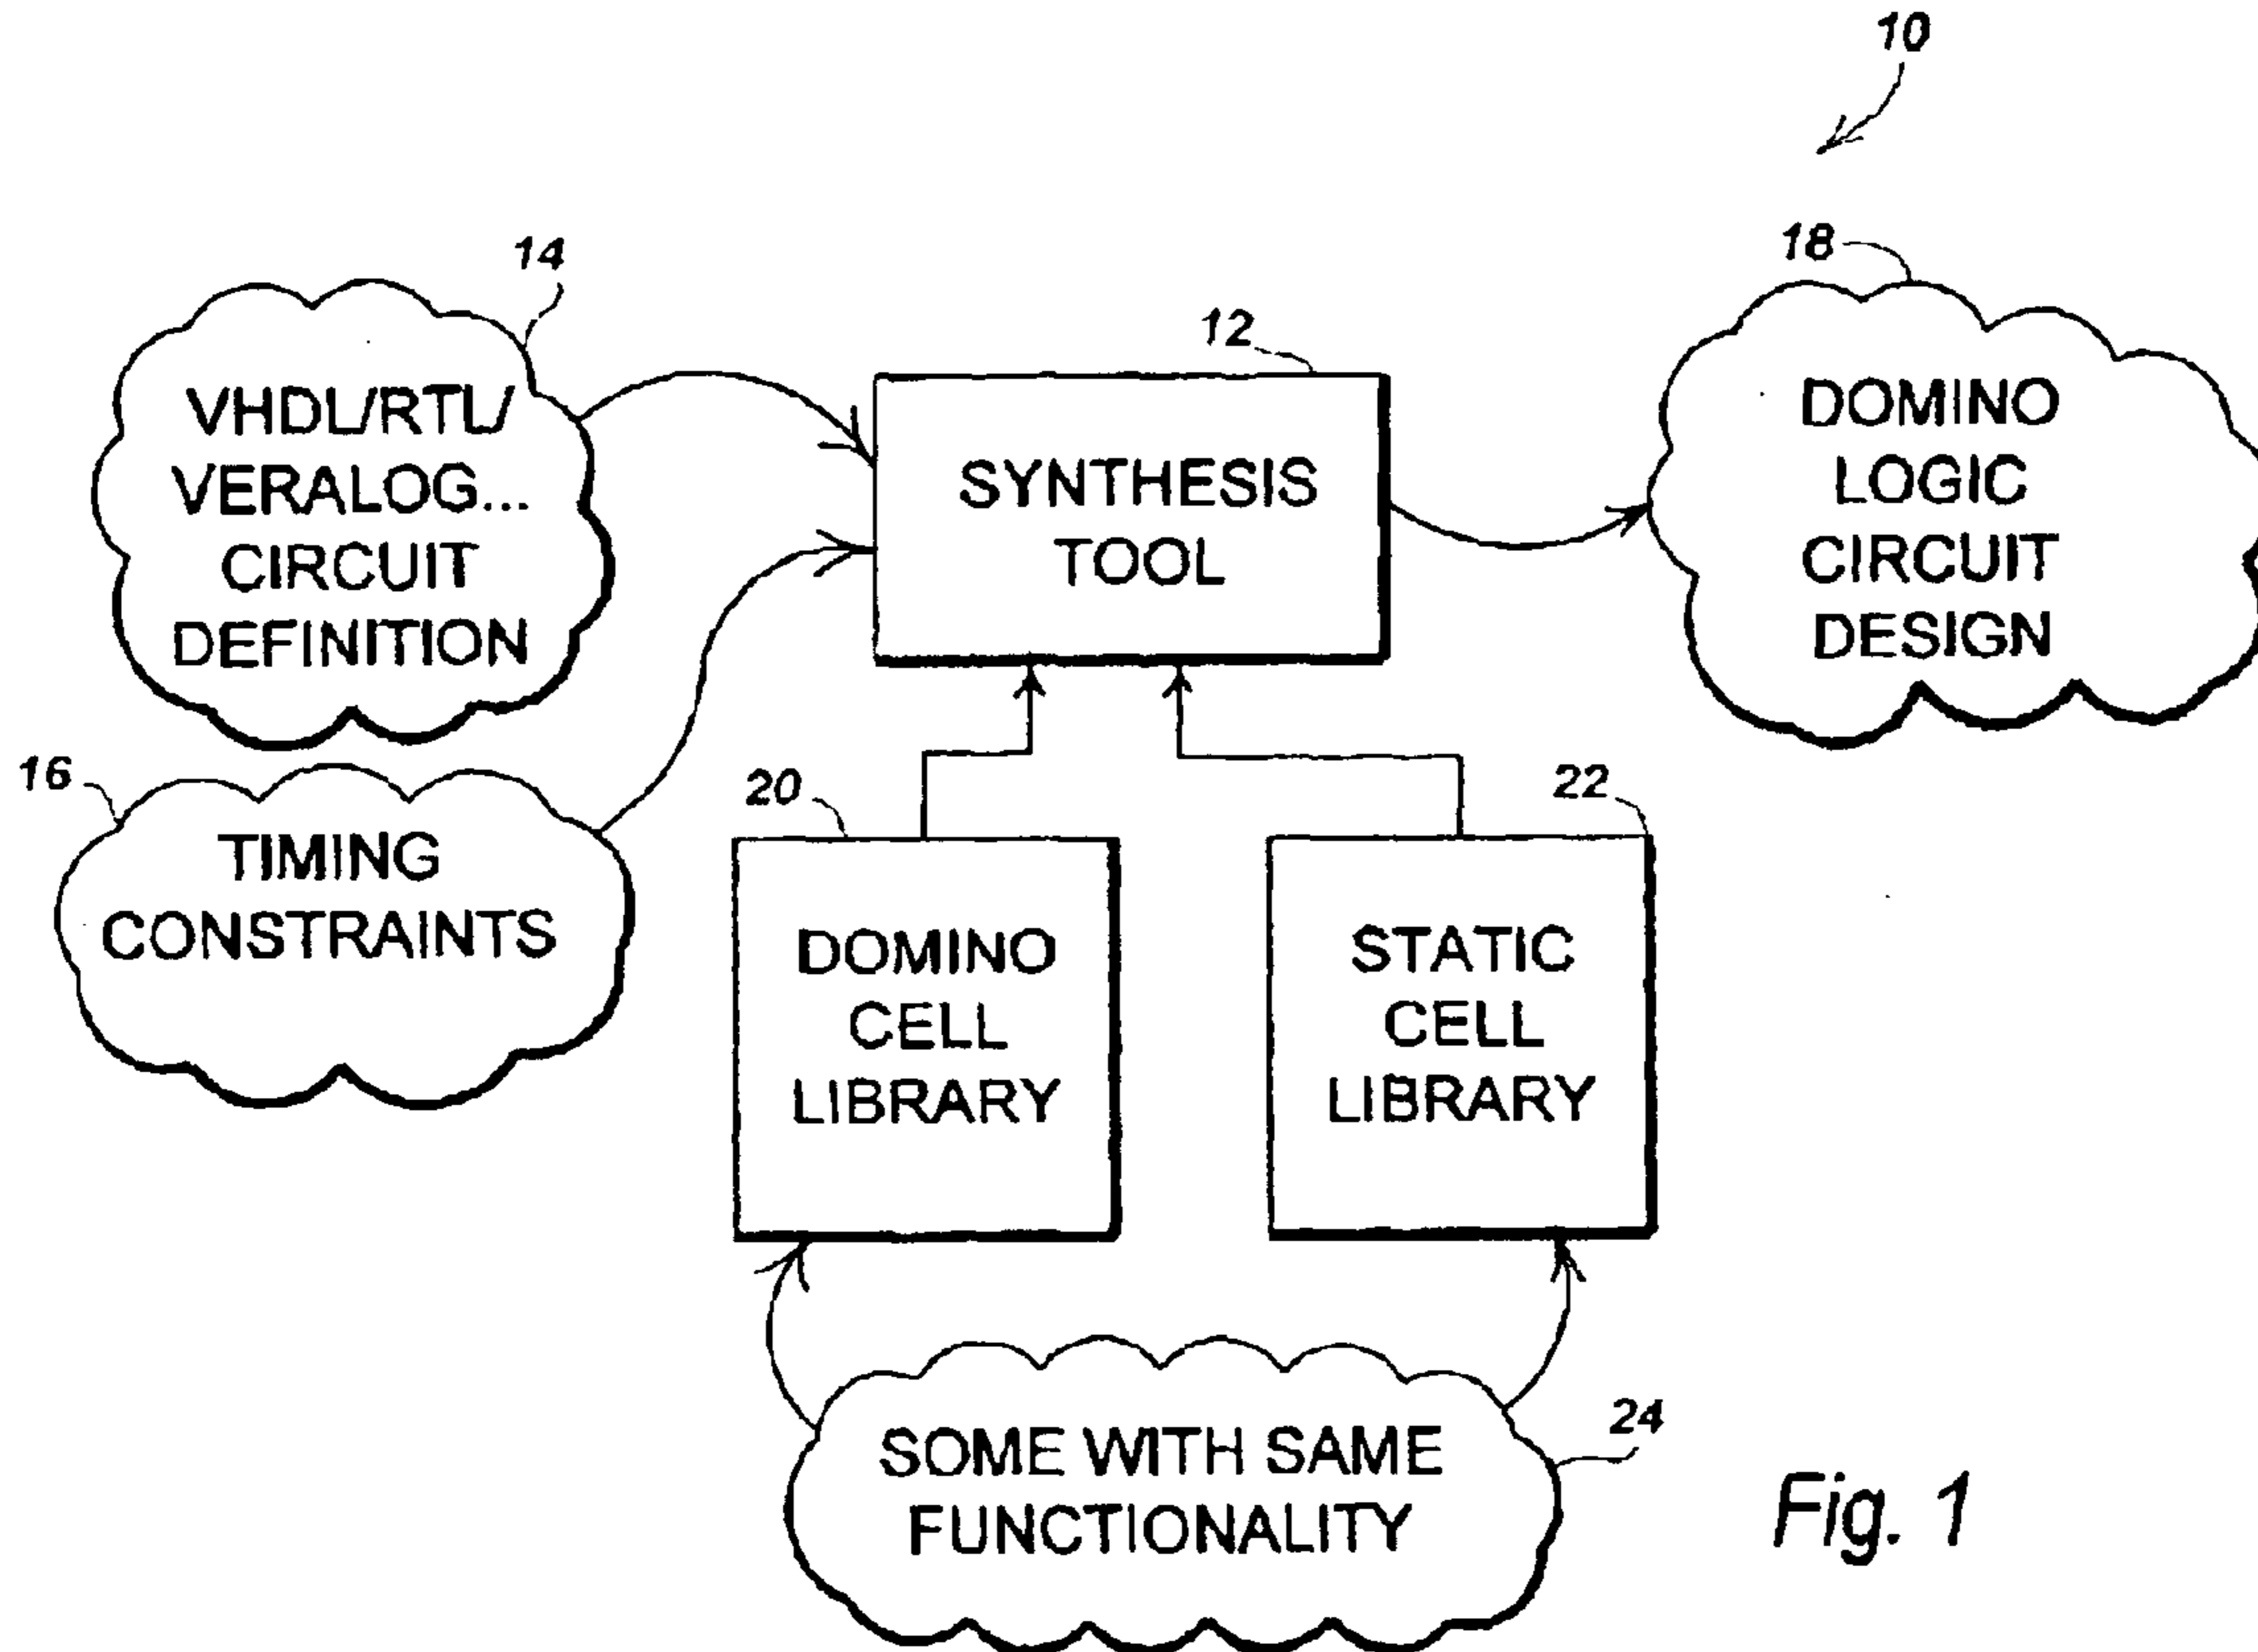 10
14
VHDL/RTL/
VERALOG...
CIRCUIT
DEFINITION
12
SYNTHESIS
TOOL
18
DOMINO
LOGIC
CIRCUIT
DESIGN
16
TIMING
CONSTRAINTS
20
DOMINO
CELL
LIBRARY
22
STATIC
CELL
LIBRARY
24
SOME WITH SAME
FUNCTIONALITY
Fig. 1